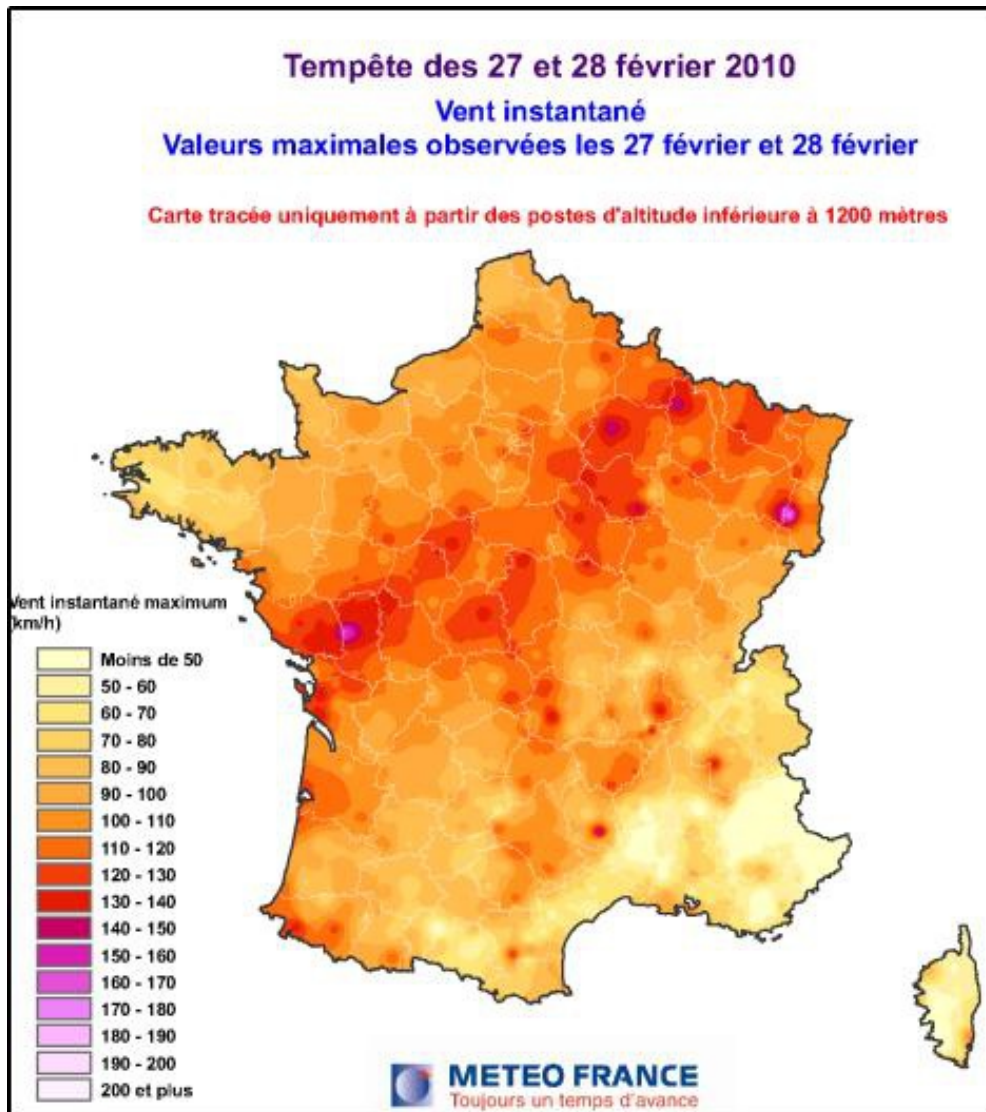 Tempête des 27 et 28 février 2010
Vent instantané
Valeurs maximales observées les 27 février et 28 février
Carte tracée uniquement à partir des postes d'altitude inférieure à 1200 mètres
Vent instantané maximum
(km/h)
Moins de 50
50 - 60
60 - 70
70 - 80
80 - 90
90 - 100
100 - 110
110 - 120
120 - 130
130 - 140
140 - 150
150 - 160
160 - 170
170 - 180
180 - 190
190 - 200
200 et plus
METEO FRANCE
Toujours un temps d'avance